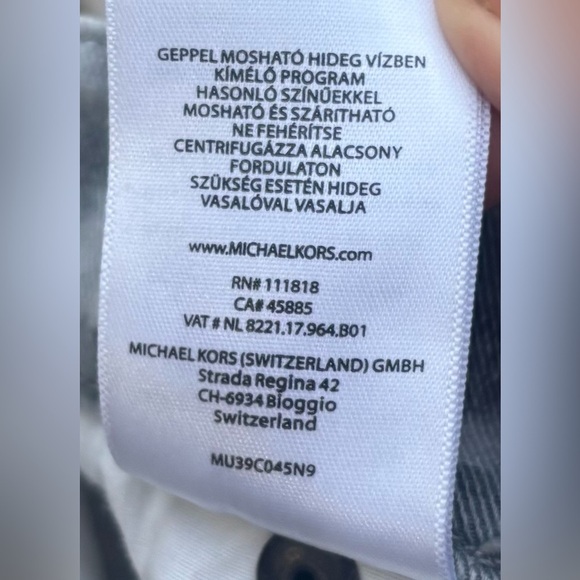 GEPPEL MOSHATÓ HIDEG VÍZBEN
KÍMÉLŐ PROGRAM
HASONLÓ SZÍNŰEKKEL
MOSHATÓ ÉS SZÁRÍTHATÓ
NE FEHÉRÍTSE
CENTRIFUGÁZZA ALACSONY
FORDULATON
SZÜKSÉG ESETÉN HIDEG
VASALÓVAL VASALJA
www.MICHAELKORS.com
RN# 111818
CA# 45885
VAT # NL 8221.17.964.B01
MICHAEL KORS (SWITZERLAND) GMBH
Strada Regina 42
CH-6934 Bioggio
Switzerland
MU39C045N9